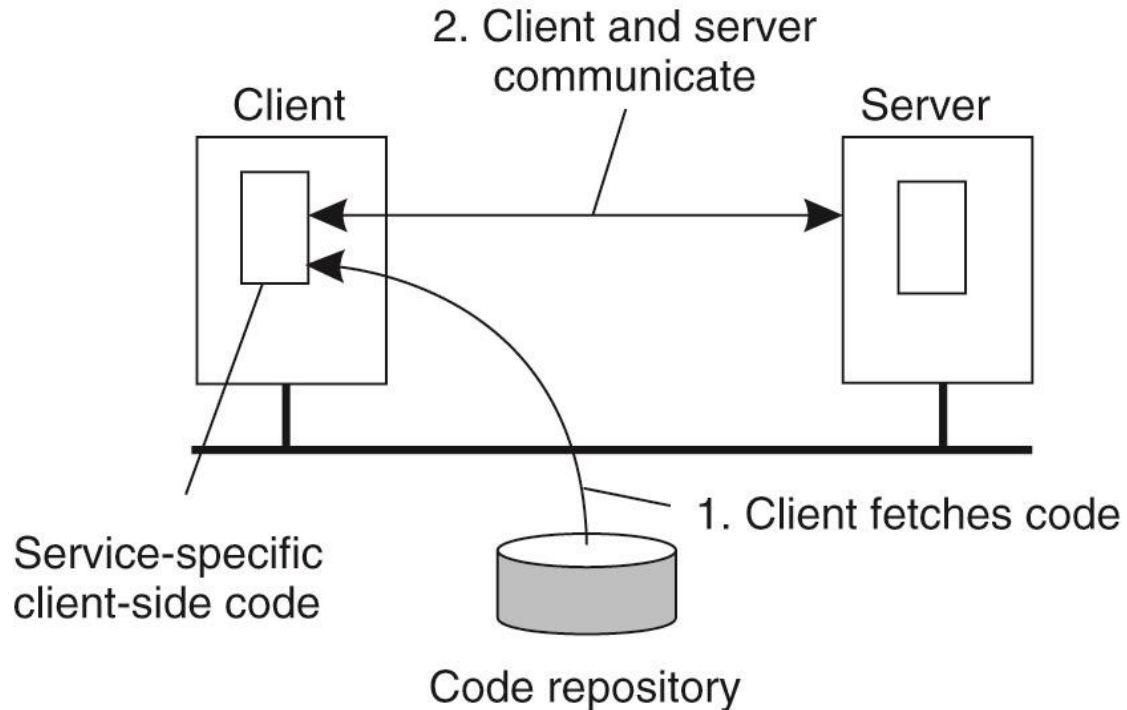 2. Client and server
communicate
Client
Server
1. Client fetches code
Service-specific
client-side code
Code repository